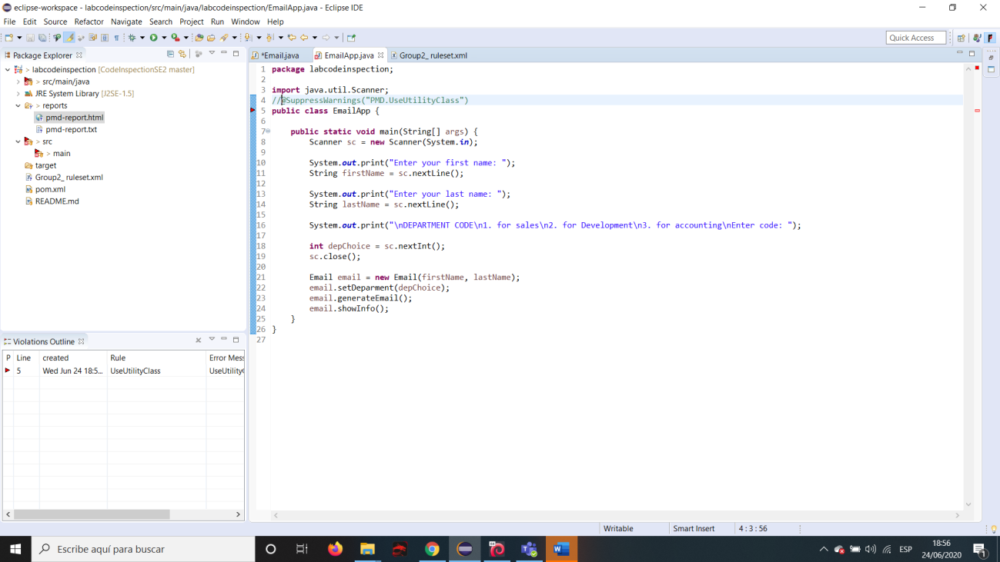 eclipse-workspace - labcodeinspection/src/main/java/labcodeinspection/EmailApp.java - Eclipse IDE
File Edit Source Refactor Navigate Search Project Run Window Help
Quick Access
Package Explorer
labcodeinspection [CodeInspectionSE2 master]
> src/main/java
JRE System Library [J2SE-1.5]
> reports
pmd-report.html
pmd-report.txt
> src
> main
target
Group2_ ruleset.xml
pom.xml
README.md
*Email.java EmailApp.java Group2_ ruleset.xml
1 package labcodeinspection;
2
3 import java.util.Scanner;
4 //@SuppressWarnings("PMD.UseUtilityClass")
5 public class EmailApp {
6
7 public static void main(String[] args) {
8 Scanner sc = new Scanner(System.in);
9
10 System.out.print("Enter your first name: ");
11 String firstName = sc.nextLine();
12
13 System.out.print("Enter your last name: ");
14 String lastName = sc.nextLine();
15
16 System.out.print("\nDEPARTMENT CODE\n1. for sales\n2. for Development\n3. for accounting\nEnter code: ");
17
18 int depChoice = sc.nextInt();
19 sc.close();
20
21 Email email = new Email(firstName, lastName);
22 email.setDeparment(depChoice);
23 email.generateEmail();
24 email.showInfo();
25 }
26 }
27
Violations Outline
P Line created Rule Error Mess
5 Wed Jun 24 18:5... UseUtilityClass UseUtility
Writable Smart Insert 4 : 3 : 56
Escribe aquí para buscar
ESP
18:56
24/06/2020
1